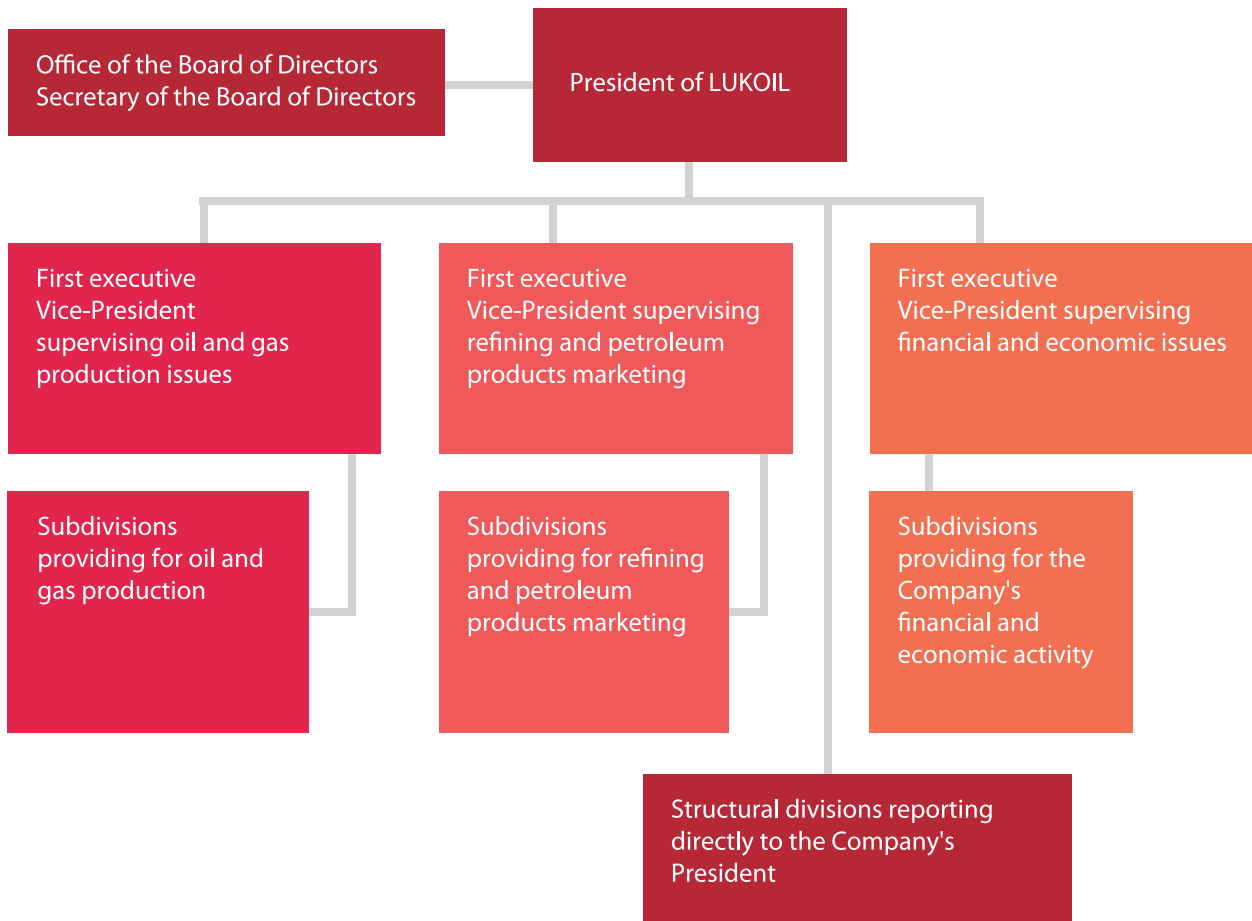 Office of the Board of Directors
Secretary of the Board of Directors
President of LUKOIL
First executive
Vice-President
supervising oil and gas
production issues
First executive
Vice-President supervising
refining and petroleum
products marketing
First executive
Vice-President supervising
financial and economic issues
Subdivisions
providing for oil and
gas production
Subdivisions
providing for refining
and petroleum
products marketing
Subdivisions
providing for the
Company's
financial and
economic activity
Structural divisions reporting
directly to the Company's
President